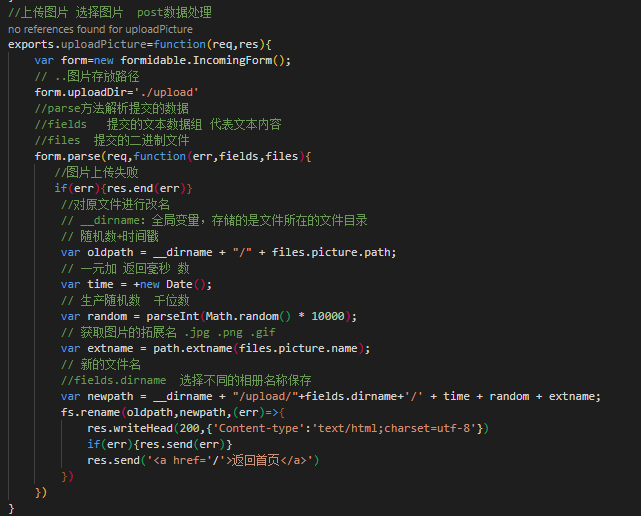 //上传图片 选择图片  post数据处理
no references found for uploadPicture
exports.uploadPicture=function(req,res){
    var form=new formidable.IncomingForm();
    // ..图片存放路径
    form.uploadDir='./upload'
    //parse方法解析提交的数据
    //fields   提交的文本数据组 代表文本内容
    //files  提交的二进制文件
    form.parse(req,function(err,fields,files){
       //图片上传失败
       if(err){res.end(err)}
        //对原文件进行改名
        // __dirname: 全局变量，存储的是文件所在的文件目录
        // 随机数+时间戳
        var oldpath = __dirname + "/" + files.picture.path;
        // 一元加 返回毫秒 数
        var time = +new Date();
        // 生产随机数  千位数
        var random = parseInt(Math.random() * 10000);
        // 获取图片的拓展名 .jpg .png .gif
        var extname = path.extname(files.picture.name);
        // 新的文件名
        //fields.dirname  选择不同的相册名称保存
        var newpath = __dirname + "/upload/"+fields.dirname+'/' + time + random + extname;
        fs.rename(oldpath,newpath,(err)=>{
            res.writeHead(200,{'Content-type':'text/html;charset=utf-8'})
            if(err){res.send(err)}
            res.send('<a href='/'>返回首页</a>')
        })
    })
}